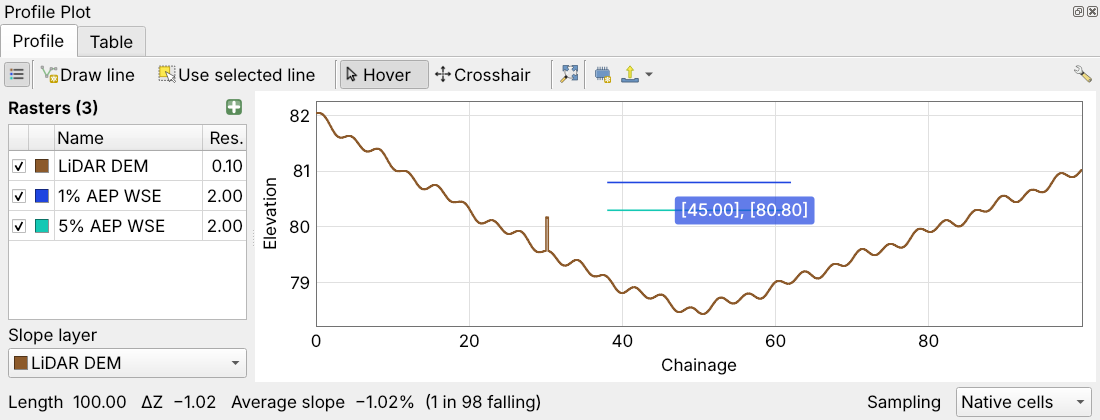 Profile Plot
Profile Table
Draw line Use selected line Hover Crosshair
Rasters (3)
Name Res.
LiDAR DEM 0.10
1% AEP WSE 2.00
5% AEP WSE 2.00
Slope layer
LiDAR DEM
Elevation
82
81
80
79
[45.00], [80.80]
0 20 40 60 80
Chainage
Length 100.00 ΔZ −1.02 Average slope −1.02% (1 in 98 falling) Sampling Native cells